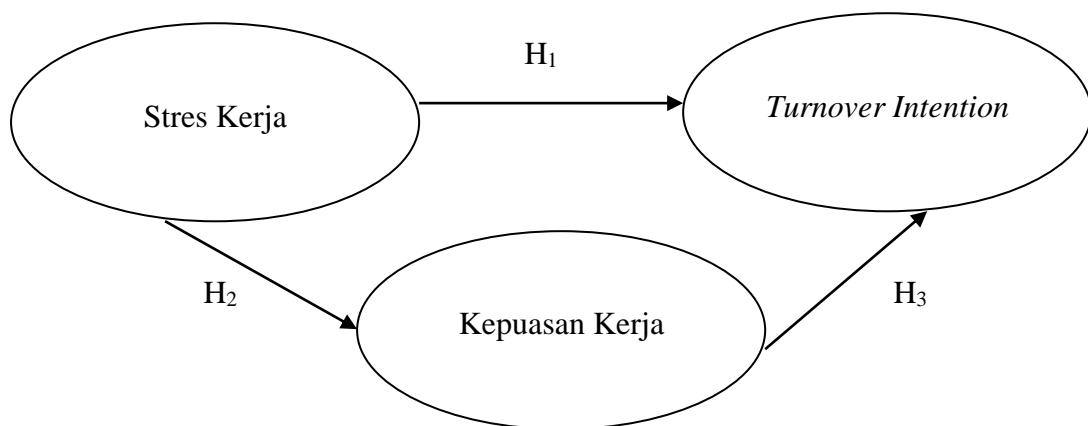 H₁
Stres Kerja
Turnover Intention
H₂
Kepuasan Kerja
H₃